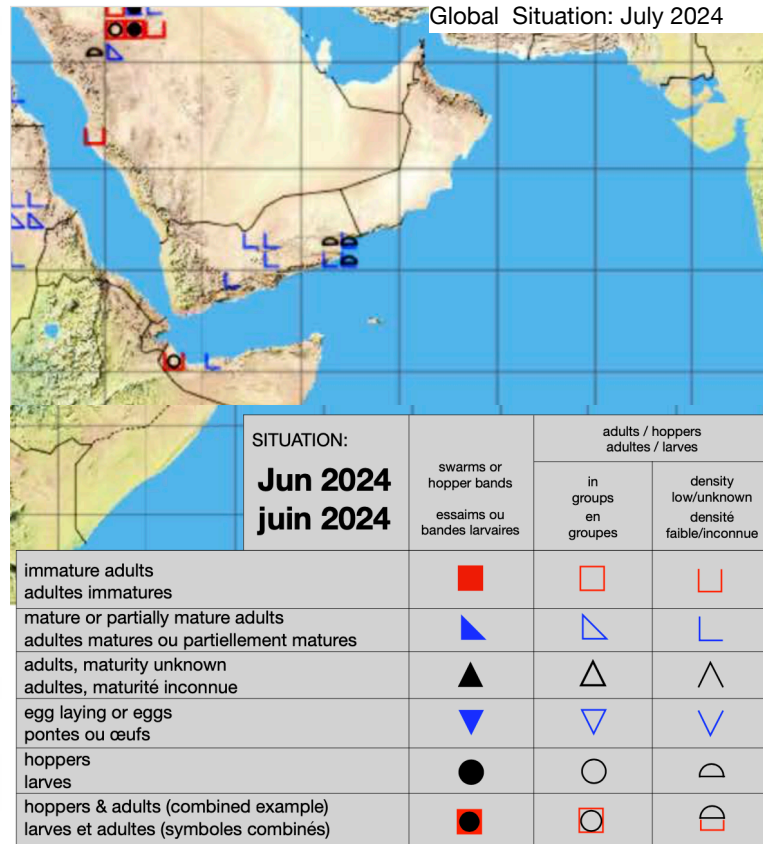 Global Situation: July 2024
SITUATION:
Jun 2024
juin 2024
swarms or
hopper bands
essaims ou
bandes larvaires
adults / hoppers
adultes / larves
in
groups
en
groupes
density
low/unknown
densité
faible/inconnue
immature adults
adultes immatures
mature or partially mature adults
adultes matures ou partiellement matures
adults, maturity unknown
adultes, maturité inconnue
egg laying or eggs
pontes ou œufs
hoppers
larves
hoppers & adults (combined example)
larves et adultes (symboles combinés)